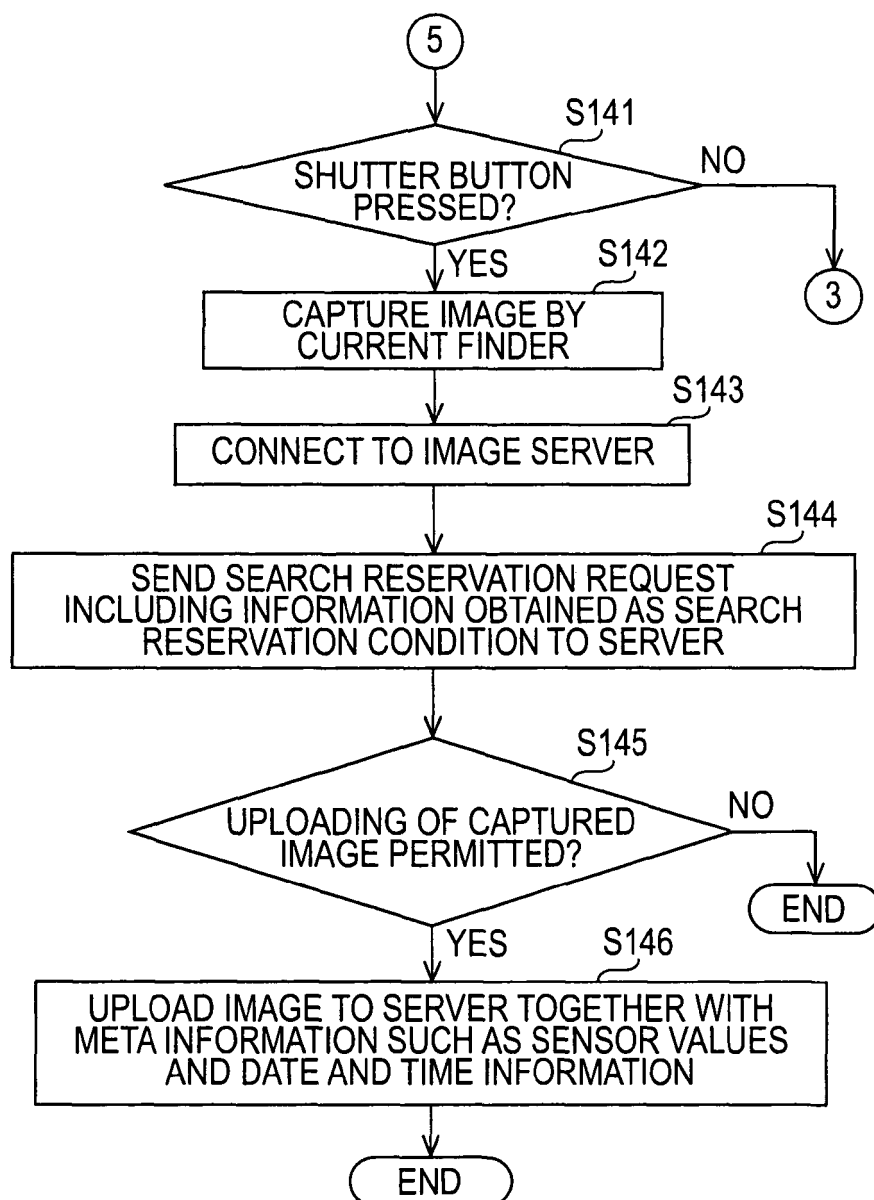 5
S141
SHUTTER BUTTON
PRESSED?
NO
YES
3
S142
CAPTURE IMAGE BY
CURRENT FINDER
S143
CONNECT TO IMAGE SERVER
S144
SEND SEARCH RESERVATION REQUEST
INCLUDING INFORMATION OBTAINED AS SEARCH
RESERVATION CONDITION TO SERVER
S145
UPLOADING OF CAPTURED
IMAGE PERMITTED?
NO
END
YES
S146
UPLOAD IMAGE TO SERVER TOGETHER WITH
META INFORMATION SUCH AS SENSOR VALUES
AND DATE AND TIME INFORMATION
END